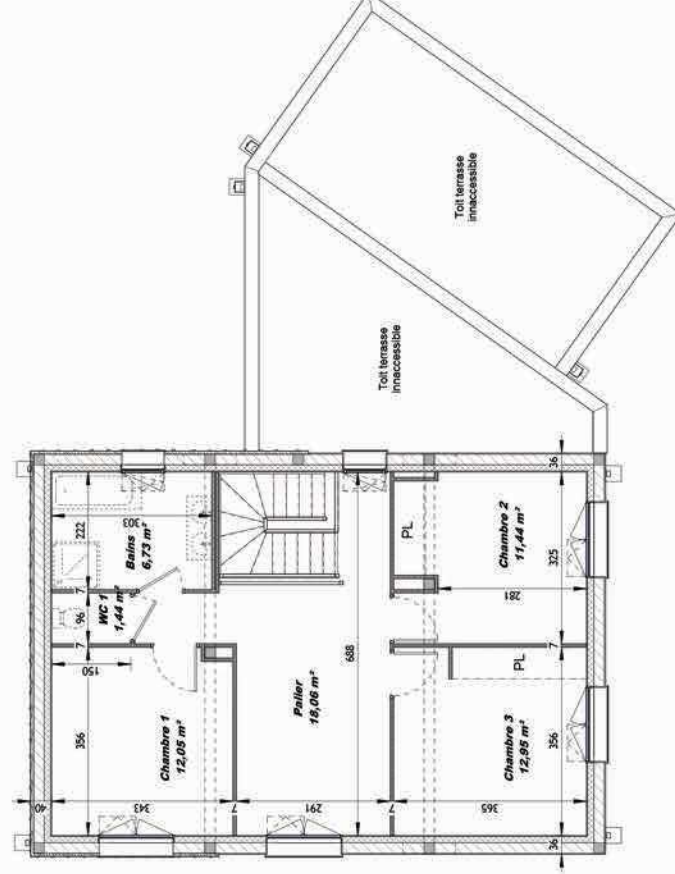 Toit terrasse
innaccessible
Toit terrasse
innaccessible
36
222
303
Bains
6,73 m²
7
96
WC 1
1,44 m²
7
150
356
Chambre 1
12,05 m²
40
343
7
Palier
18,06 m²
688
291
7
PL
Chambre 2
11,44 m²
281
325
7
PL
Chambre 3
12,95 m²
356
365
36